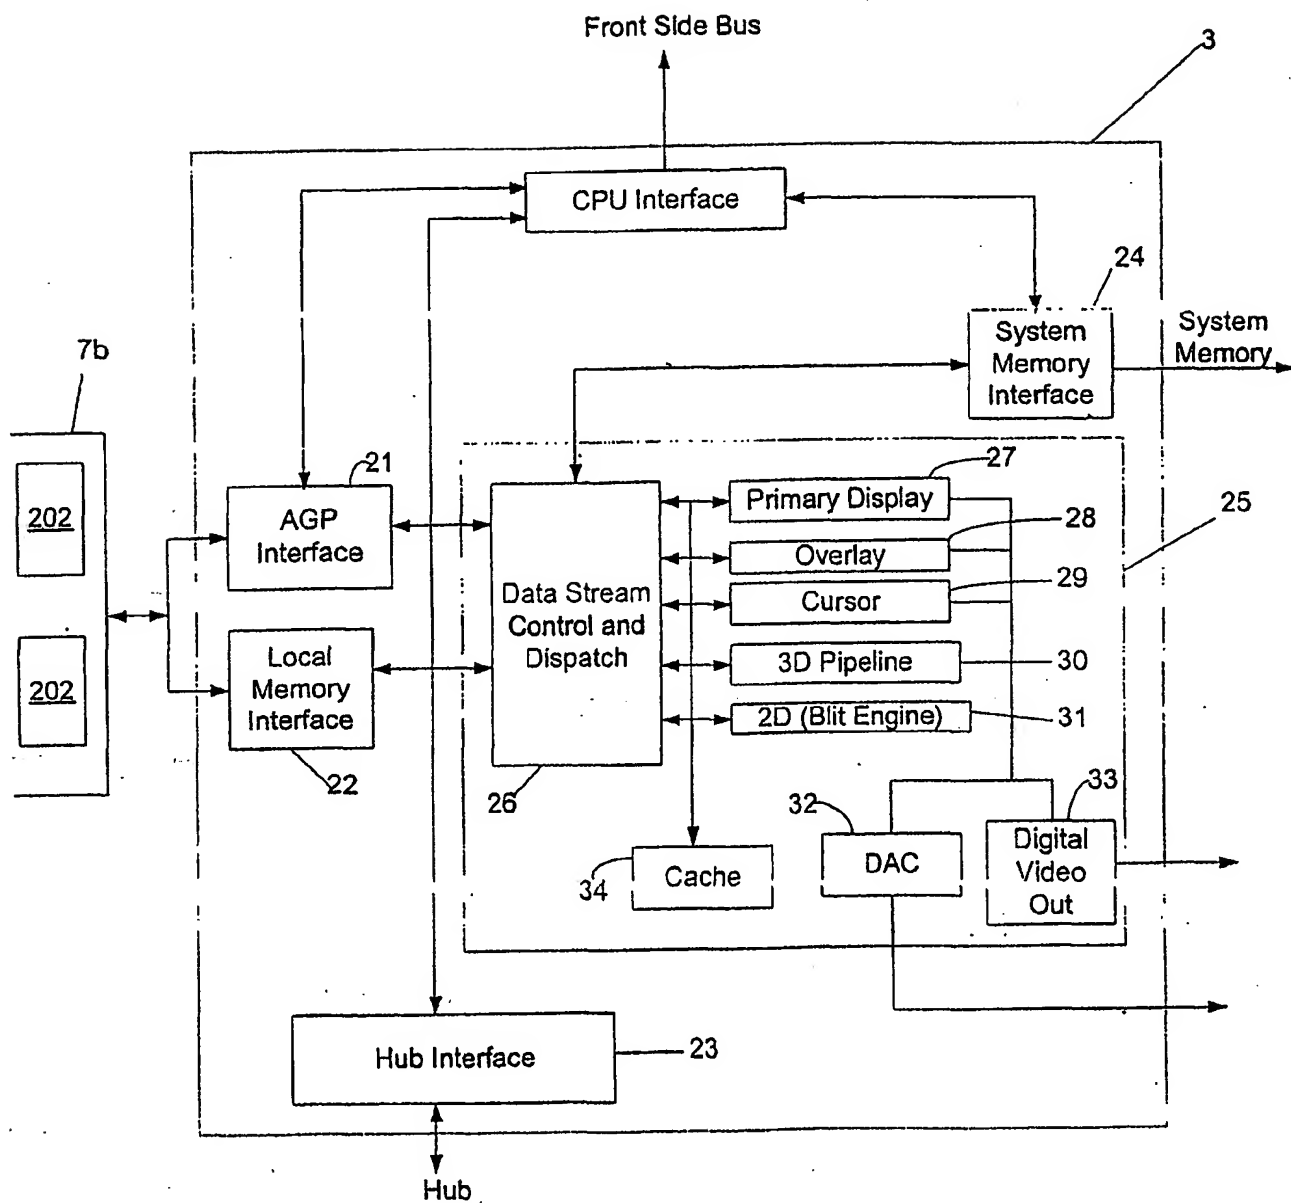 Front Side Bus
3
CPU Interface
24
System
Memory
Interface
System
Memory
7b
202
202
21
AGP
Interface
Local
Memory
Interface
22
Data Stream
Control and
Dispatch
26
27
Primary Display
28
Overlay
29
Cursor
25
3D Pipeline
30
2D (Blit Engine)
31
32
DAC
33
Digital
Video
Out
34
Cache
Hub Interface
23
Hub